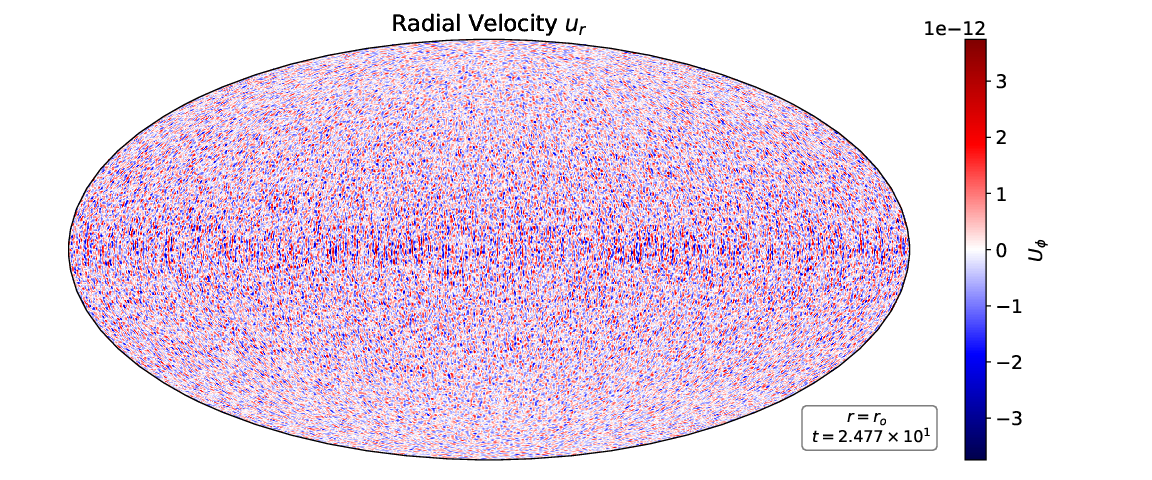 Radial Velocity $u_r$
1e−12
3
2
1
0
−1
−2
−3
$U_\phi$
$r = r_o$
$t = 2.477 \times 10^1$